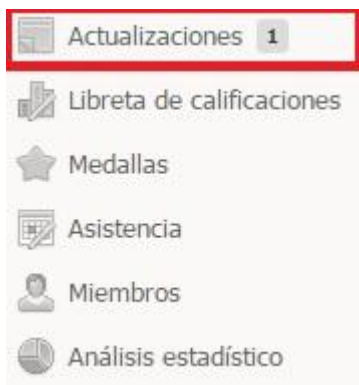 Actualizaciones 1
Libreta de calificaciones
Medallas
Asistencia
Miembros
Análisis estadístico